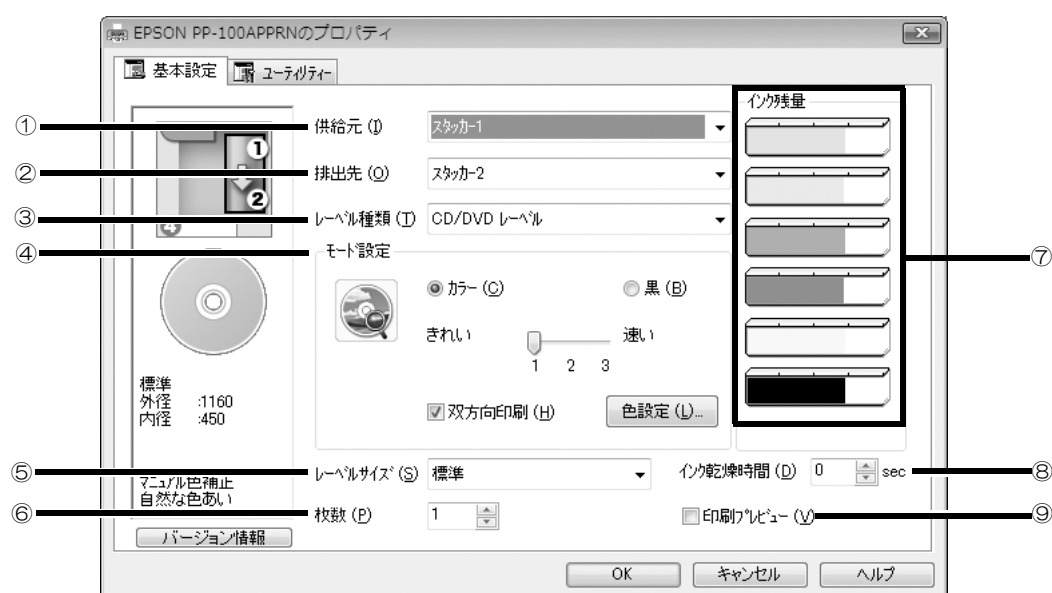 EPSON PP-100APPRNのプロパティ
基本設定 ユーティリティー
① 供給元 (I) スタッカー1
② 排出先 (O) スタッカー2
③ レーベル種類 (T) CD/DVD レーベル
④ モード設定
カラー (C) 黒 (B)
きれい 速い
1 2 3
双方向印刷 (H) 色設定 (L)...
⑤ レーベルサイズ (S) 標準
⑥ 枚数 (P) 1
インク残量
⑦
インク乾燥時間 (D) 0 sec ⑧
印刷プレビュー (V) ⑨
1
2
4
標準
外径 :1160
内径 :450
マニュアル色補正
自然な色あい
バージョン情報
OK キャンセル ヘルプ